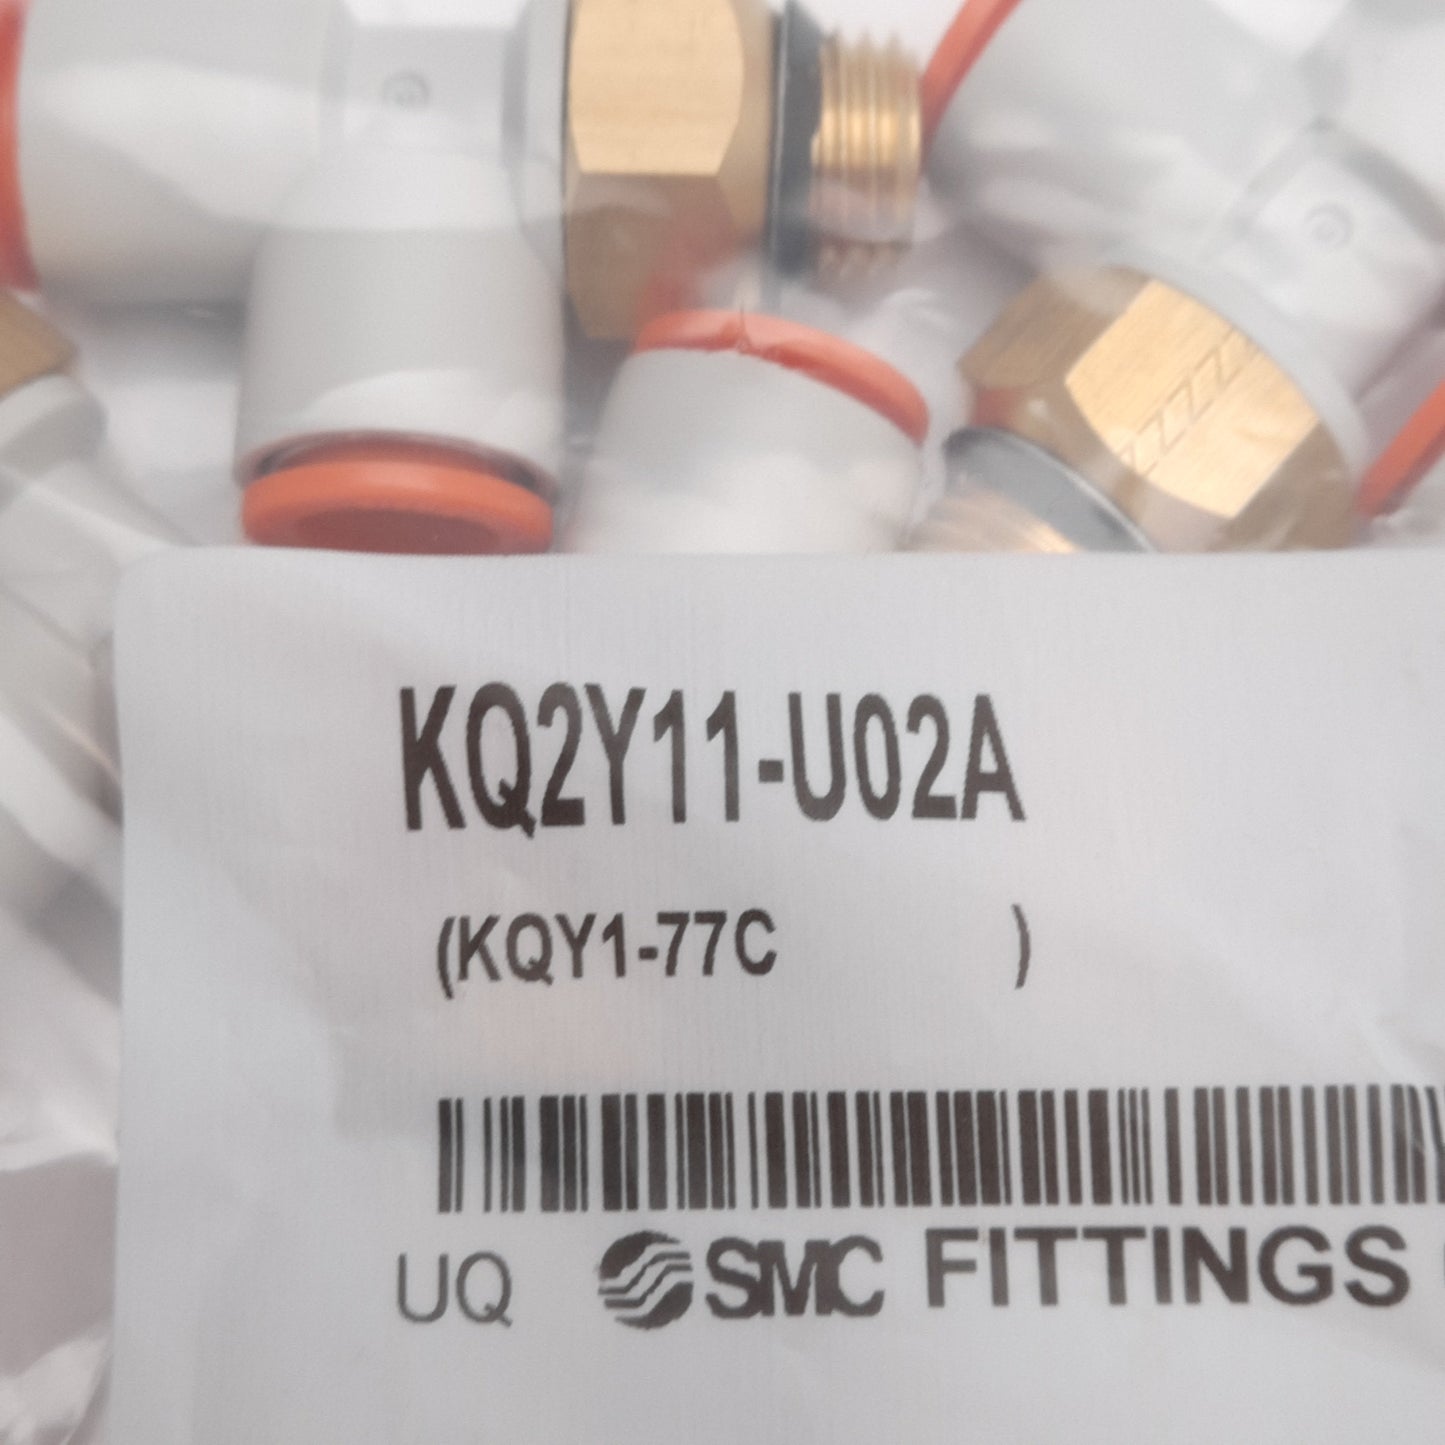 KQ2Y11-U02A
(KQY1-77C )
UQ SMC FITTINGS